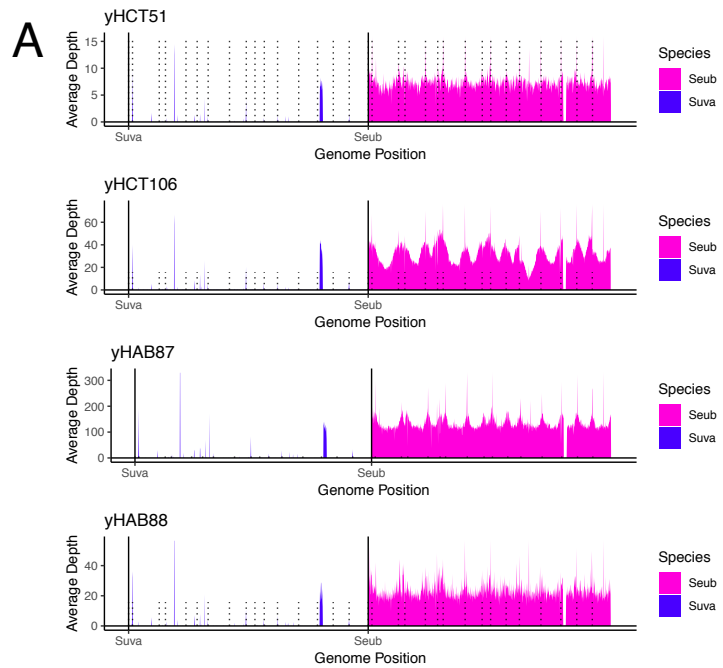 A
yHCT51
Average Depth
15
10
5
0
Suva
Seub
Genome Position
Species
Seub
Suva
yHCT106
Average Depth
60
40
20
0
Suva
Seub
Genome Position
Species
Seub
Suva
yHAB87
Average Depth
300
200
100
0
Suva
Seub
Genome Position
Species
Seub
Suva
yHAB88
Average Depth
40
20
0
Suva
Seub
Genome Position
Species
Seub
Suva